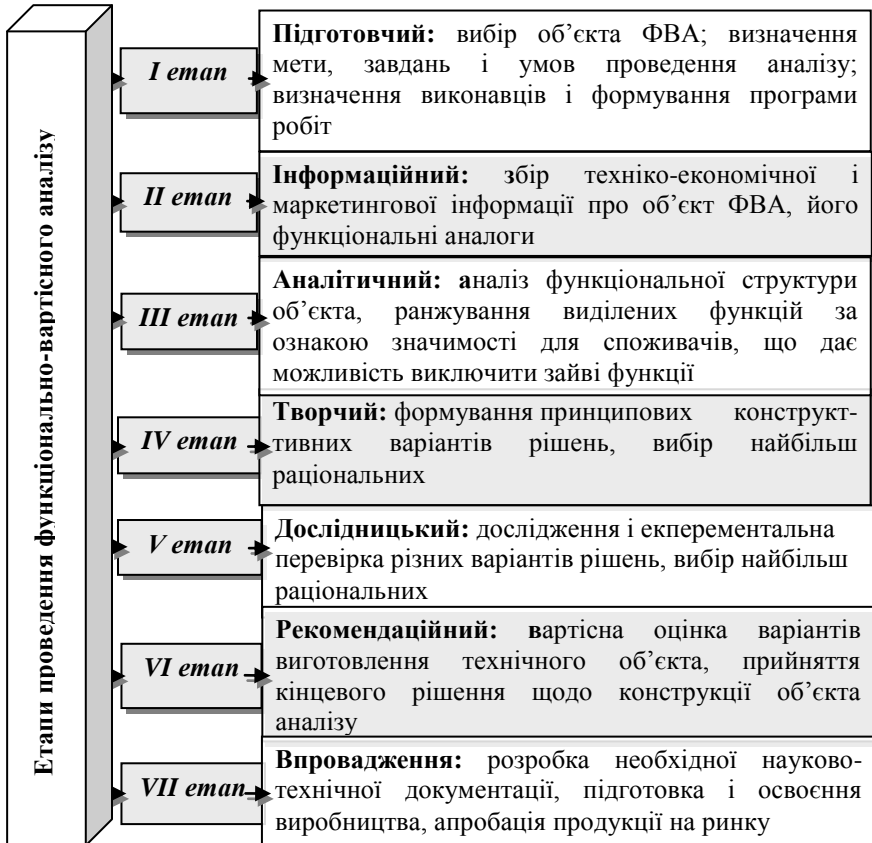 Етапи проведення функціонально-вартісного аналізу
I етап
Підготовчий: вибір об’єкта ФВА; визначення
мети, завдань і умов проведення аналізу;
визначення виконавців і формування програми
робіт
II етап
Інформаційний: збір техніко-економічної і
маркетингової інформації про об’єкт ФВА, його
функціональні аналоги
III етап
Аналітичний: аналіз функціональної структури
об’єкта, ранжування виділених функцій за
ознакою значимості для споживачів, що дає
можливість виключити зайві функції
IV етап
Творчий: формування принципових конструкт-
тивних варіантів рішень, вибір найбільш
раціональних
V етап
Дослідницький: дослідження і експерементальна
перевірка різних варіантів рішень, вибір найбільш
раціональних
VI етап
Рекомендаційний: вартісна оцінка варіантів
виготовлення технічного об’єкта, прийняття
кінцевого рішення щодо конструкції об’єкта
аналізу
VII етап
Впровадження: розробка необхідної науково-
технічної документації, підготовка і освоєння
виробництва, апробація продукції на ринку